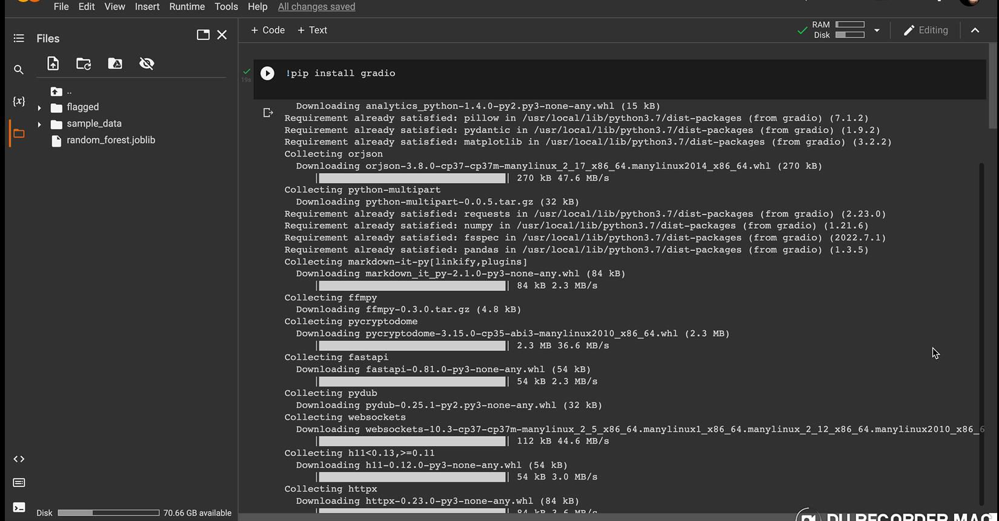 File Edit View Insert Runtime Tools Help All changes saved
Files
+ Code + Text
RAM
Disk
Editing
..
flagged
sample_data
random_forest.joblib
{x}
<>
Disk 70.66 GB available
19s
!pip install gradio
Downloading analytics_python-1.4.0-py2.py3-none-any.whl (15 kB)
Requirement already satisfied: pillow in /usr/local/lib/python3.7/dist-packages (from gradio) (7.1.2)
Requirement already satisfied: pydantic in /usr/local/lib/python3.7/dist-packages (from gradio) (1.9.2)
Requirement already satisfied: matplotlib in /usr/local/lib/python3.7/dist-packages (from gradio) (3.2.2)
Collecting orjson
Downloading orjson-3.8.0-cp37-cp37m-manylinux_2_17_x86_64.manylinux2014_x86_64.whl (270 kB)
270 kB 47.6 MB/s
Collecting python-multipart
Downloading python-multipart-0.0.5.tar.gz (32 kB)
Requirement already satisfied: requests in /usr/local/lib/python3.7/dist-packages (from gradio) (2.23.0)
Requirement already satisfied: numpy in /usr/local/lib/python3.7/dist-packages (from gradio) (1.21.6)
Requirement already satisfied: fsspec in /usr/local/lib/python3.7/dist-packages (from gradio) (2022.7.1)
Requirement already satisfied: pandas in /usr/local/lib/python3.7/dist-packages (from gradio) (1.3.5)
Collecting markdown-it-py[linkify,plugins]
Downloading markdown_it_py-2.1.0-py3-none-any.whl (84 kB)
84 kB 2.3 MB/s
Collecting ffmpy
Downloading ffmpy-0.3.0.tar.gz (4.8 kB)
Collecting pycryptodome
Downloading pycryptodome-3.15.0-cp35-abi3-manylinux2010_x86_64.whl (2.3 MB)
2.3 MB 36.6 MB/s
Collecting fastapi
Downloading fastapi-0.81.0-py3-none-any.whl (54 kB)
54 kB 2.3 MB/s
Collecting pydub
Downloading pydub-0.25.1-py2.py3-none-any.whl (32 kB)
Collecting websockets
Downloading websockets-10.3-cp37-cp37m-manylinux_2_5_x86_64.manylinux1_x86_64.manylinux_2_12_x86_64.manylinux2010_x86_6
112 kB 44.6 MB/s
Collecting h11<0.13,>=0.11
Downloading h11-0.12.0-py3-none-any.whl (54 kB)
54 kB 3.0 MB/s
Collecting httpx
Downloading httpx-0.23.0-py3-none-any.whl (84 kB)
84 kB 3.6 MB/s
DU RECORDER MAC